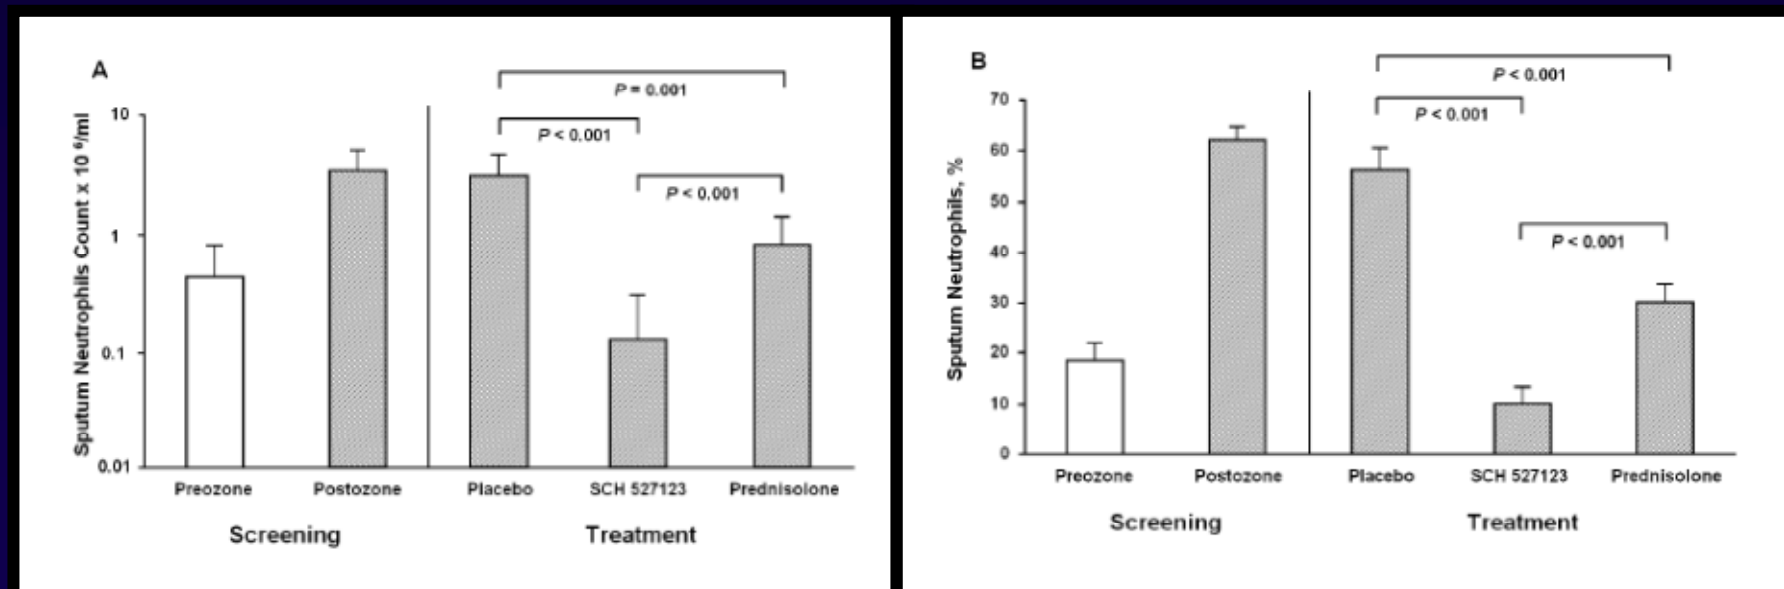 A
P = 0.001
P < 0.001
P < 0.001
Sputum Neutrophils Count x 10 ⁶/ml
10
1
0.1
0.01
Preozone
Postozone
Placebo
SCH 527123
Prednisolone
Screening
Treatment
B
P < 0.001
P < 0.001
P < 0.001
Sputum Neutrophils, %
70
60
50
40
30
20
10
0
Preozone
Postozone
Placebo
SCH 527123
Prednisolone
Screening
Treatment